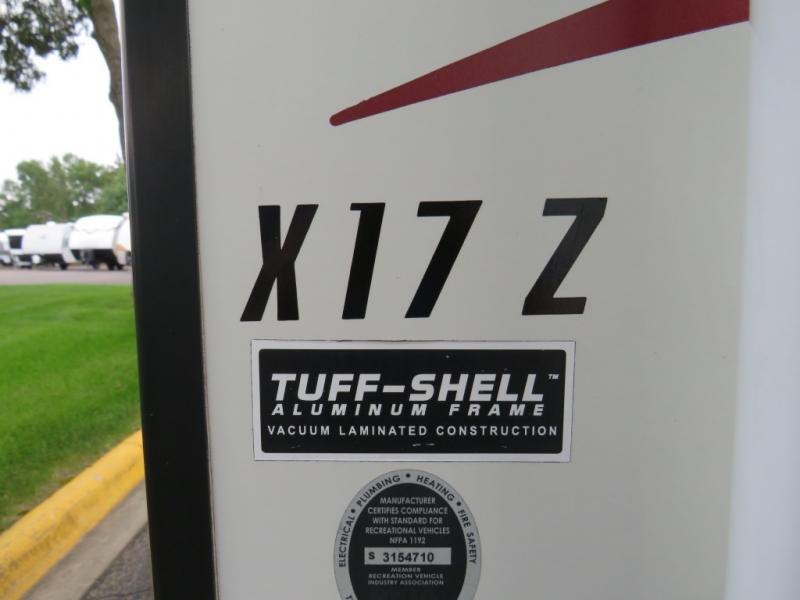 X17 Z
TUFF-SHELL™
ALUMINUM FRAME
VACUUM LAMINATED CONSTRUCTION
ELECTRICAL • PLUMBING • HEATING • FIRE SAFETY
MANUFACTURER
CERTIFIES COMPLIANCE
WITH STANDARD FOR
RECREATIONAL VEHICLES
NFPA 1192
S 3154710
MEMBER
RECREATION VEHICLE
INDUSTRY ASSOCIATION